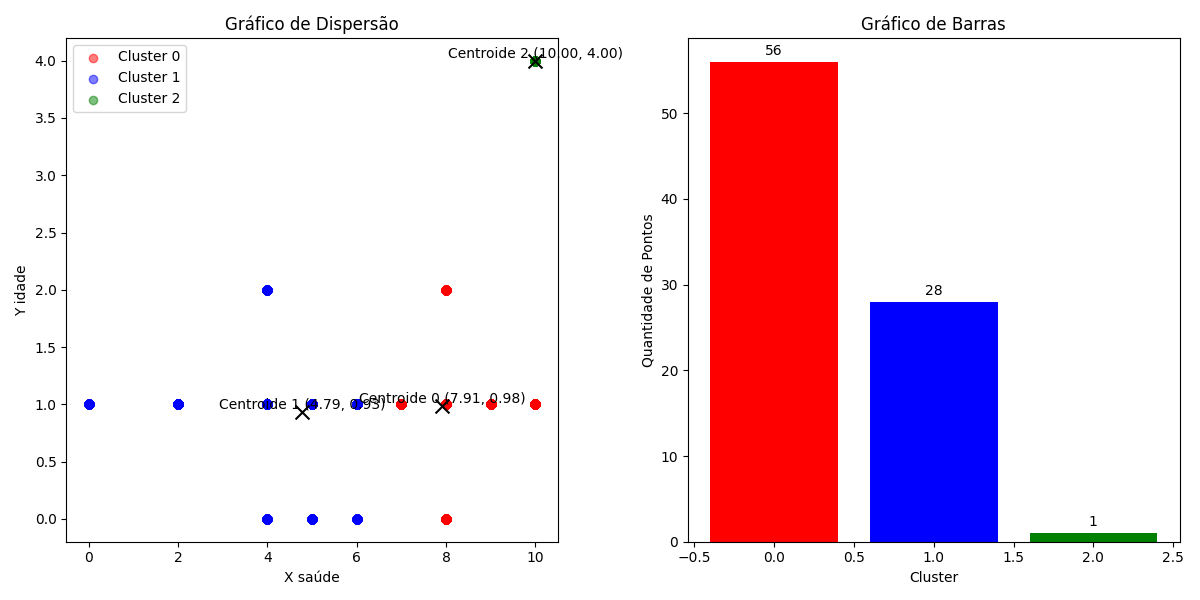 Gráfico de Dispersão
Cluster 0
Cluster 1
Cluster 2
Centroide 2 (10.00, 4.00)
Centroide 1 (4.79, 0.93)
Centroide 0 (7.91, 0.98)
4.0
3.5
3.0
2.5
2.0
1.5
1.0
0.5
0.0
Y idade
0 2 4 6 8 10
X saúde
Gráfico de Barras
56
28
1
50
40
30
20
10
0
Quantidade de Pontos
−0.5 0.0 0.5 1.0 1.5 2.0 2.5
Cluster